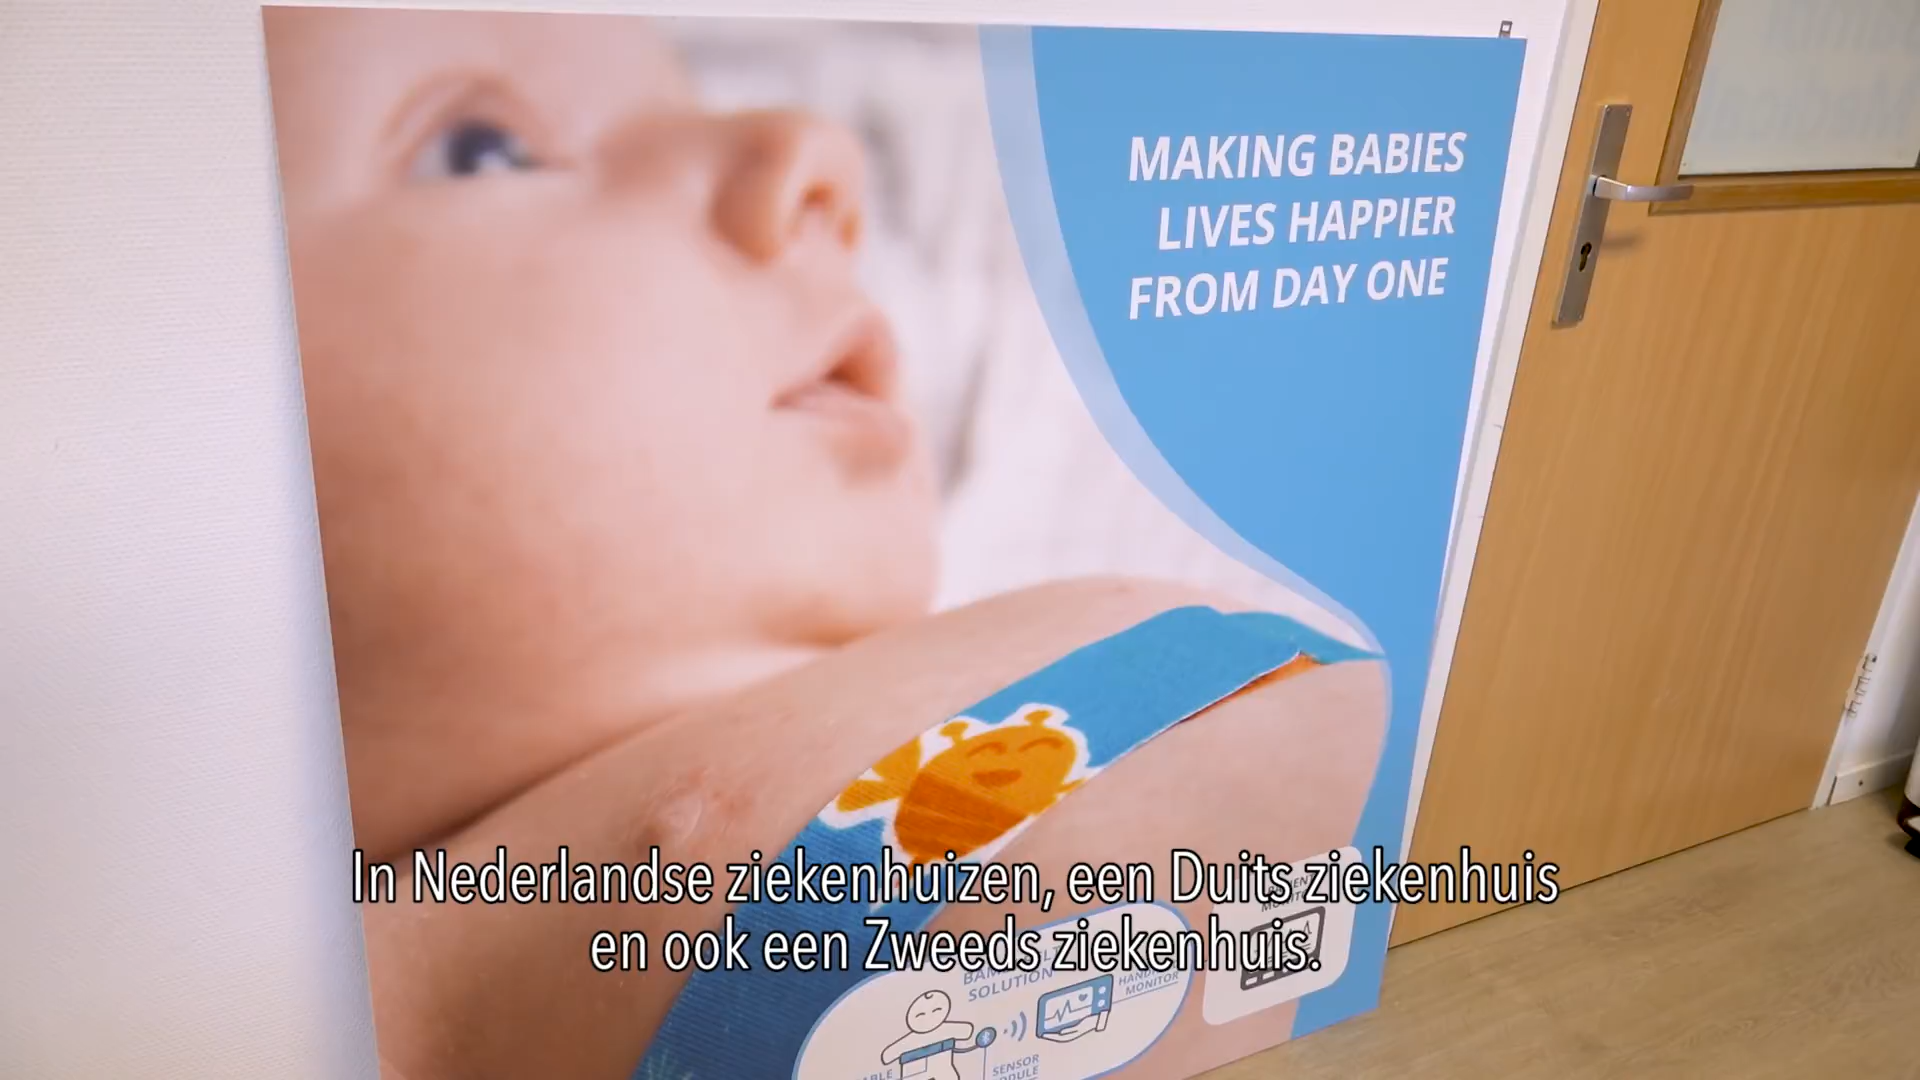 MAKING BABIES
LIVES HAPPIER
FROM DAY ONE
In Nederlandse ziekenhuizen, een Duits ziekenhuis
en ook een Zweeds ziekenhuis.
SOLUTION
MONITOR
SENSOR